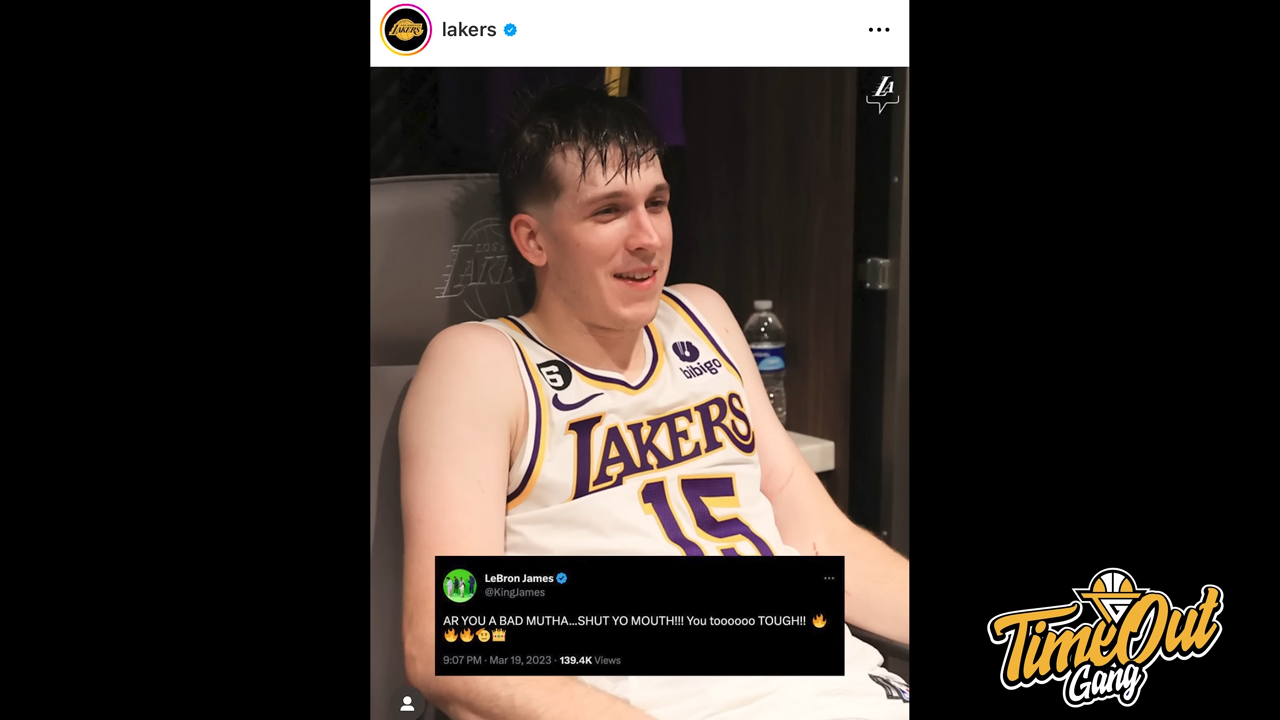 LAKERS
lakers
LA
LAKERS
6
bibigo
LAKERS
15
LeBron James
@KingJames
AR YOU A BAD MUTHA...SHUT YO MOUTH!!! You toooooo TOUGH!! 🔥
🔥🔥🫡👑
9:07 PM · Mar 19, 2023 · 139.4K Views
TimeOut
Gang